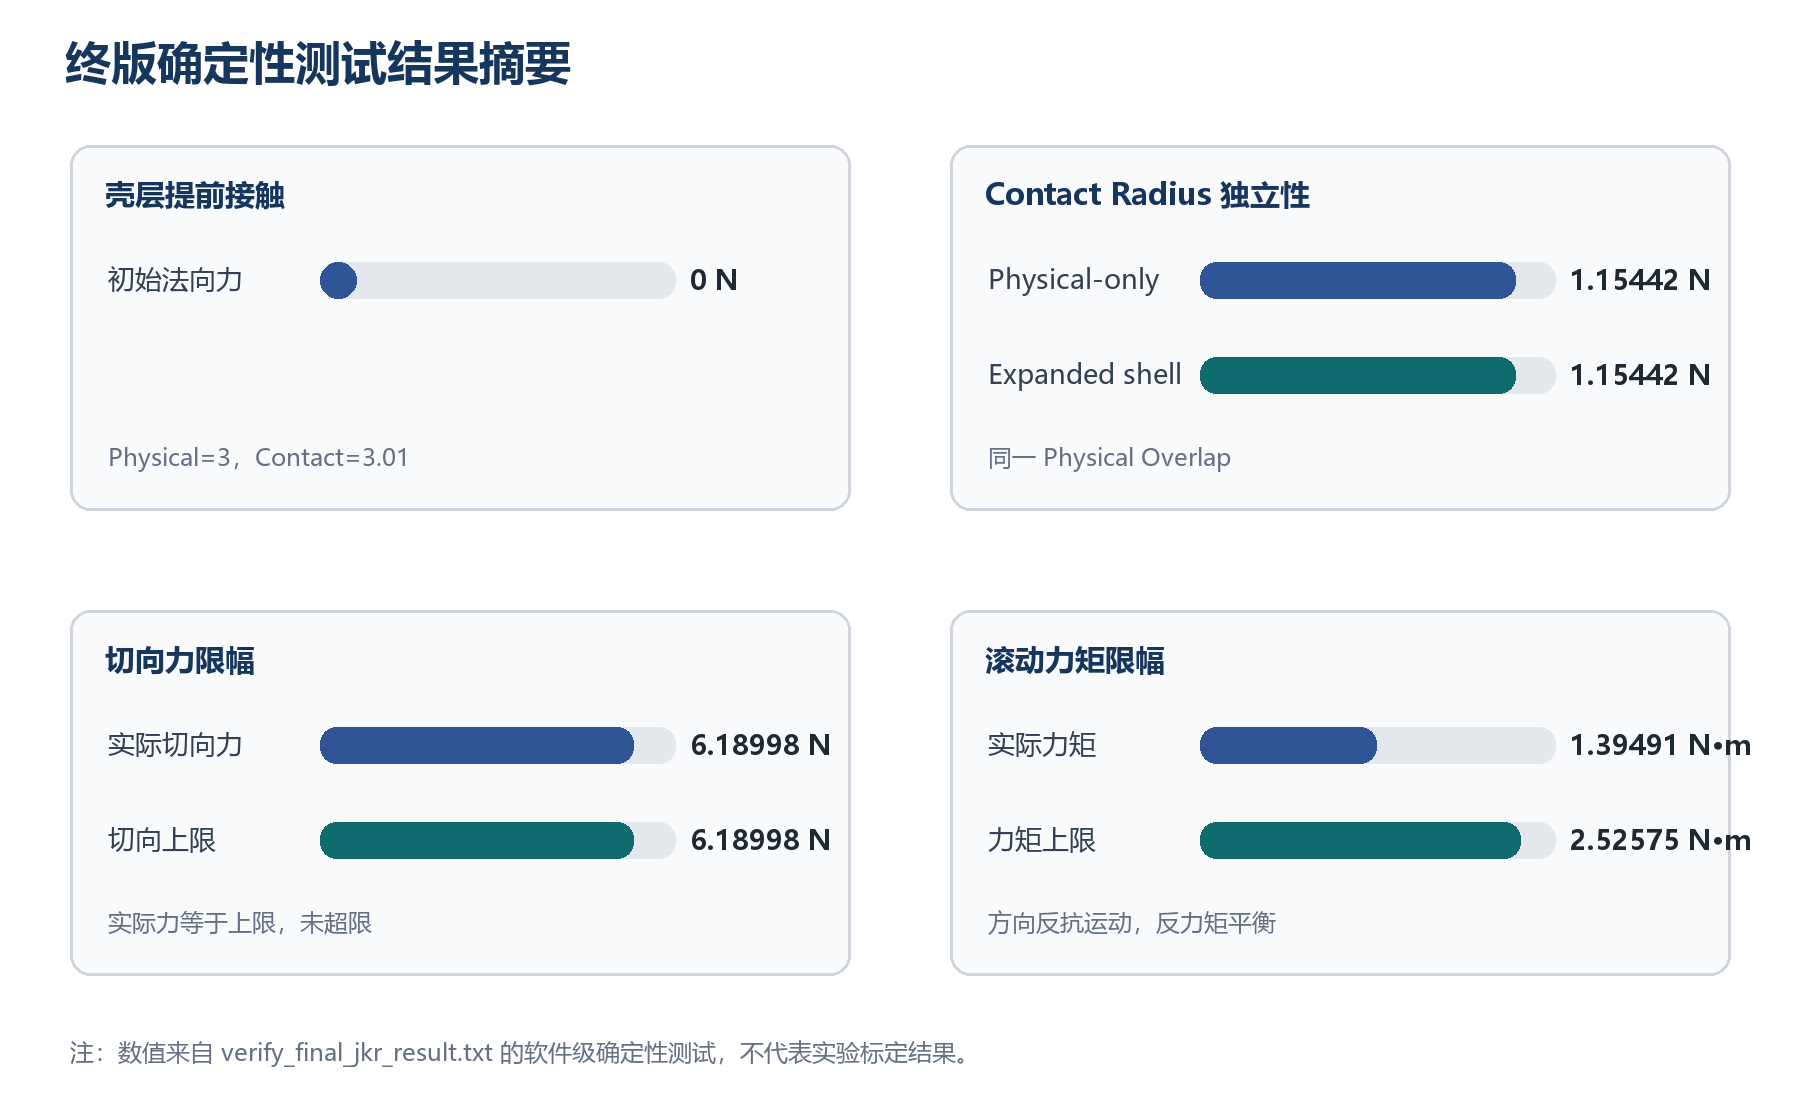 终版确定性测试结果摘要
壳层提前接触
初始法向力 0 N
Physical=3，Contact=3.01
Contact Radius 独立性
Physical-only 1.15442 N
Expanded shell 1.15442 N
同一 Physical Overlap
切向力限幅
实际切向力 6.18998 N
切向上限 6.18998 N
实际力等于上限，未超限
滚动力矩限幅
实际力矩 1.39491 N•m
力矩上限 2.52575 N•m
方向反抗运动，反力矩平衡
注：数值来自 verify_final_jkr_result.txt 的软件级确定性测试，不代表实验标定结果。